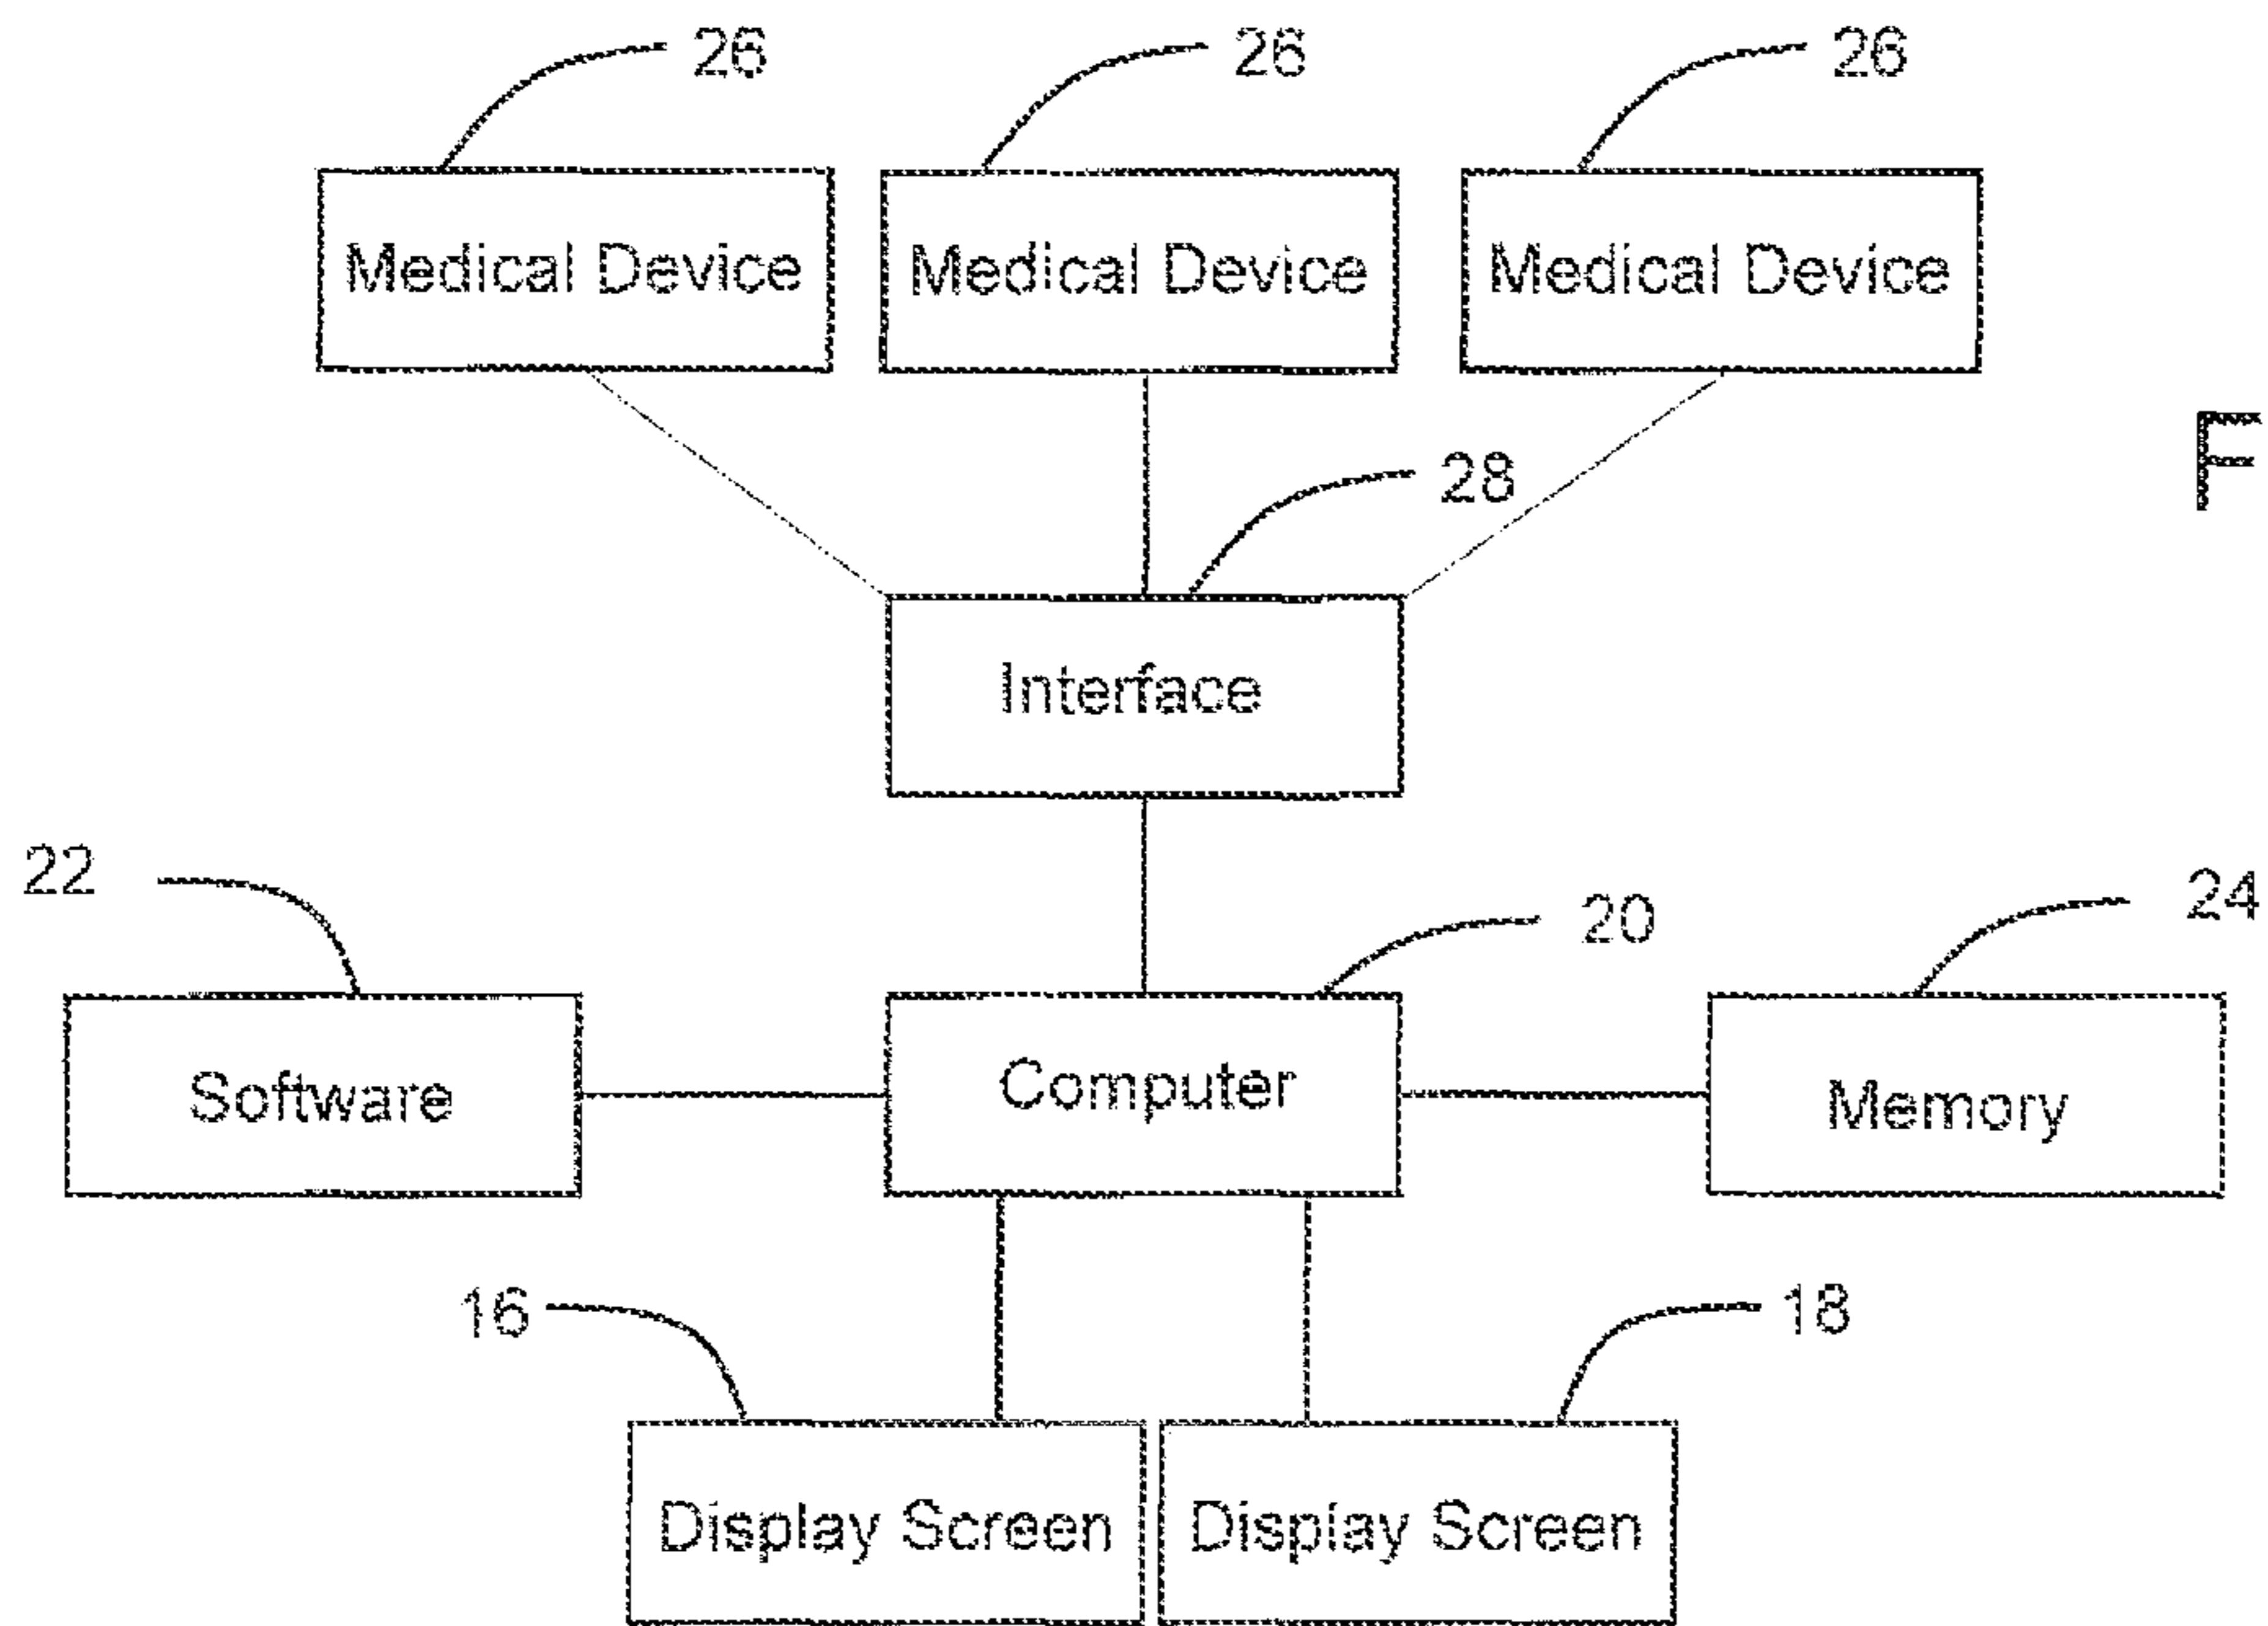 26 26 26
Medical Device Medical Device Medical Device
F
28
Interface
22 20 24
Software Computer Memory
16 18
Display Screen Display Screen